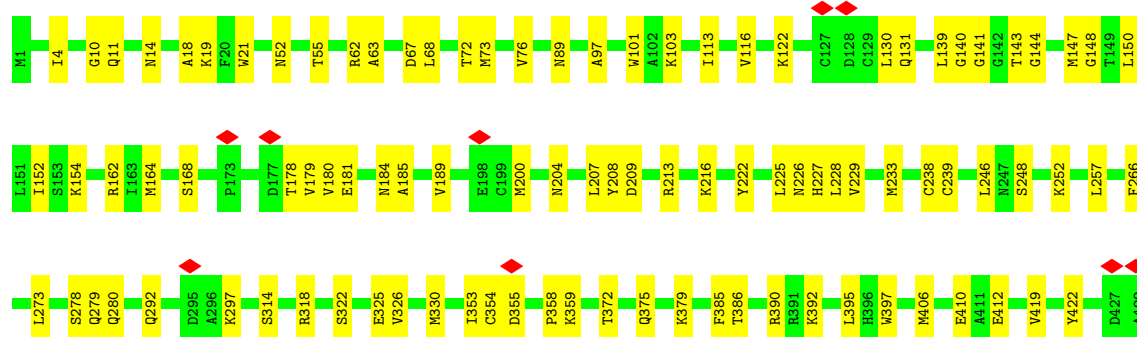 M1 I4 G10 Q11 N14 A18 K19 F20 W21 N52 T55 R62 A63 D67 L68 T72 M73 V76 N89 A97 W101 A102 K103 I113 V116 K122 C127 D128 C129 L130 Q131 L139 G140 G141 G142 T143 G144 M147 G148 T149 L150
L151 I152 S153 K154 R162 I163 M164 S168 P173 D177 T178 V179 V180 E181 N184 A185 V189 E198 C199 M200 N204 L207 Y208 D209 R213 K216 Y222 L225 N226 H227 L228 V229 M233 C238 C239 L246 N247 S248 K252 L257 F266
L273 S278 Q279 Q280 Q292 D295 A296 K297 S314 R318 S322 E325 V326 M330 I353 C354 D355 P358 K359 T372 Q375 K379 F385 T386 R390 R391 K392 L395 H396 W397 M406 E410 A411 E412 V419 Y422 D427